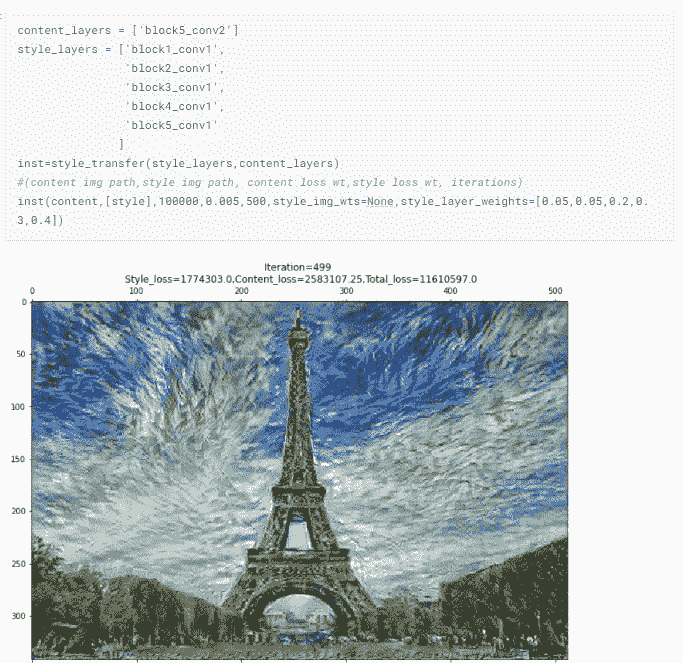 content_layers = ['block5_conv2']
style_layers = ['block1_conv1',
'block2_conv1',
'block3_conv1',
'block4_conv1',
'block5_conv1'
]
inst=style_transfer(style_layers,content_layers)
#(content img path,style img path, content loss wt,style loss wt, iterations)
inst(content,[style],100000,0.005,500,style_img_wts=None,style_layer_weights=[0.05,0.05,0.2,0.
3,0.4])
Iteration=499
Style_loss=1774303.0,Content_loss=2583107.25,Total_loss=11610597.0
0 100 200 300 400 500
0
50
100
150
200
250
300